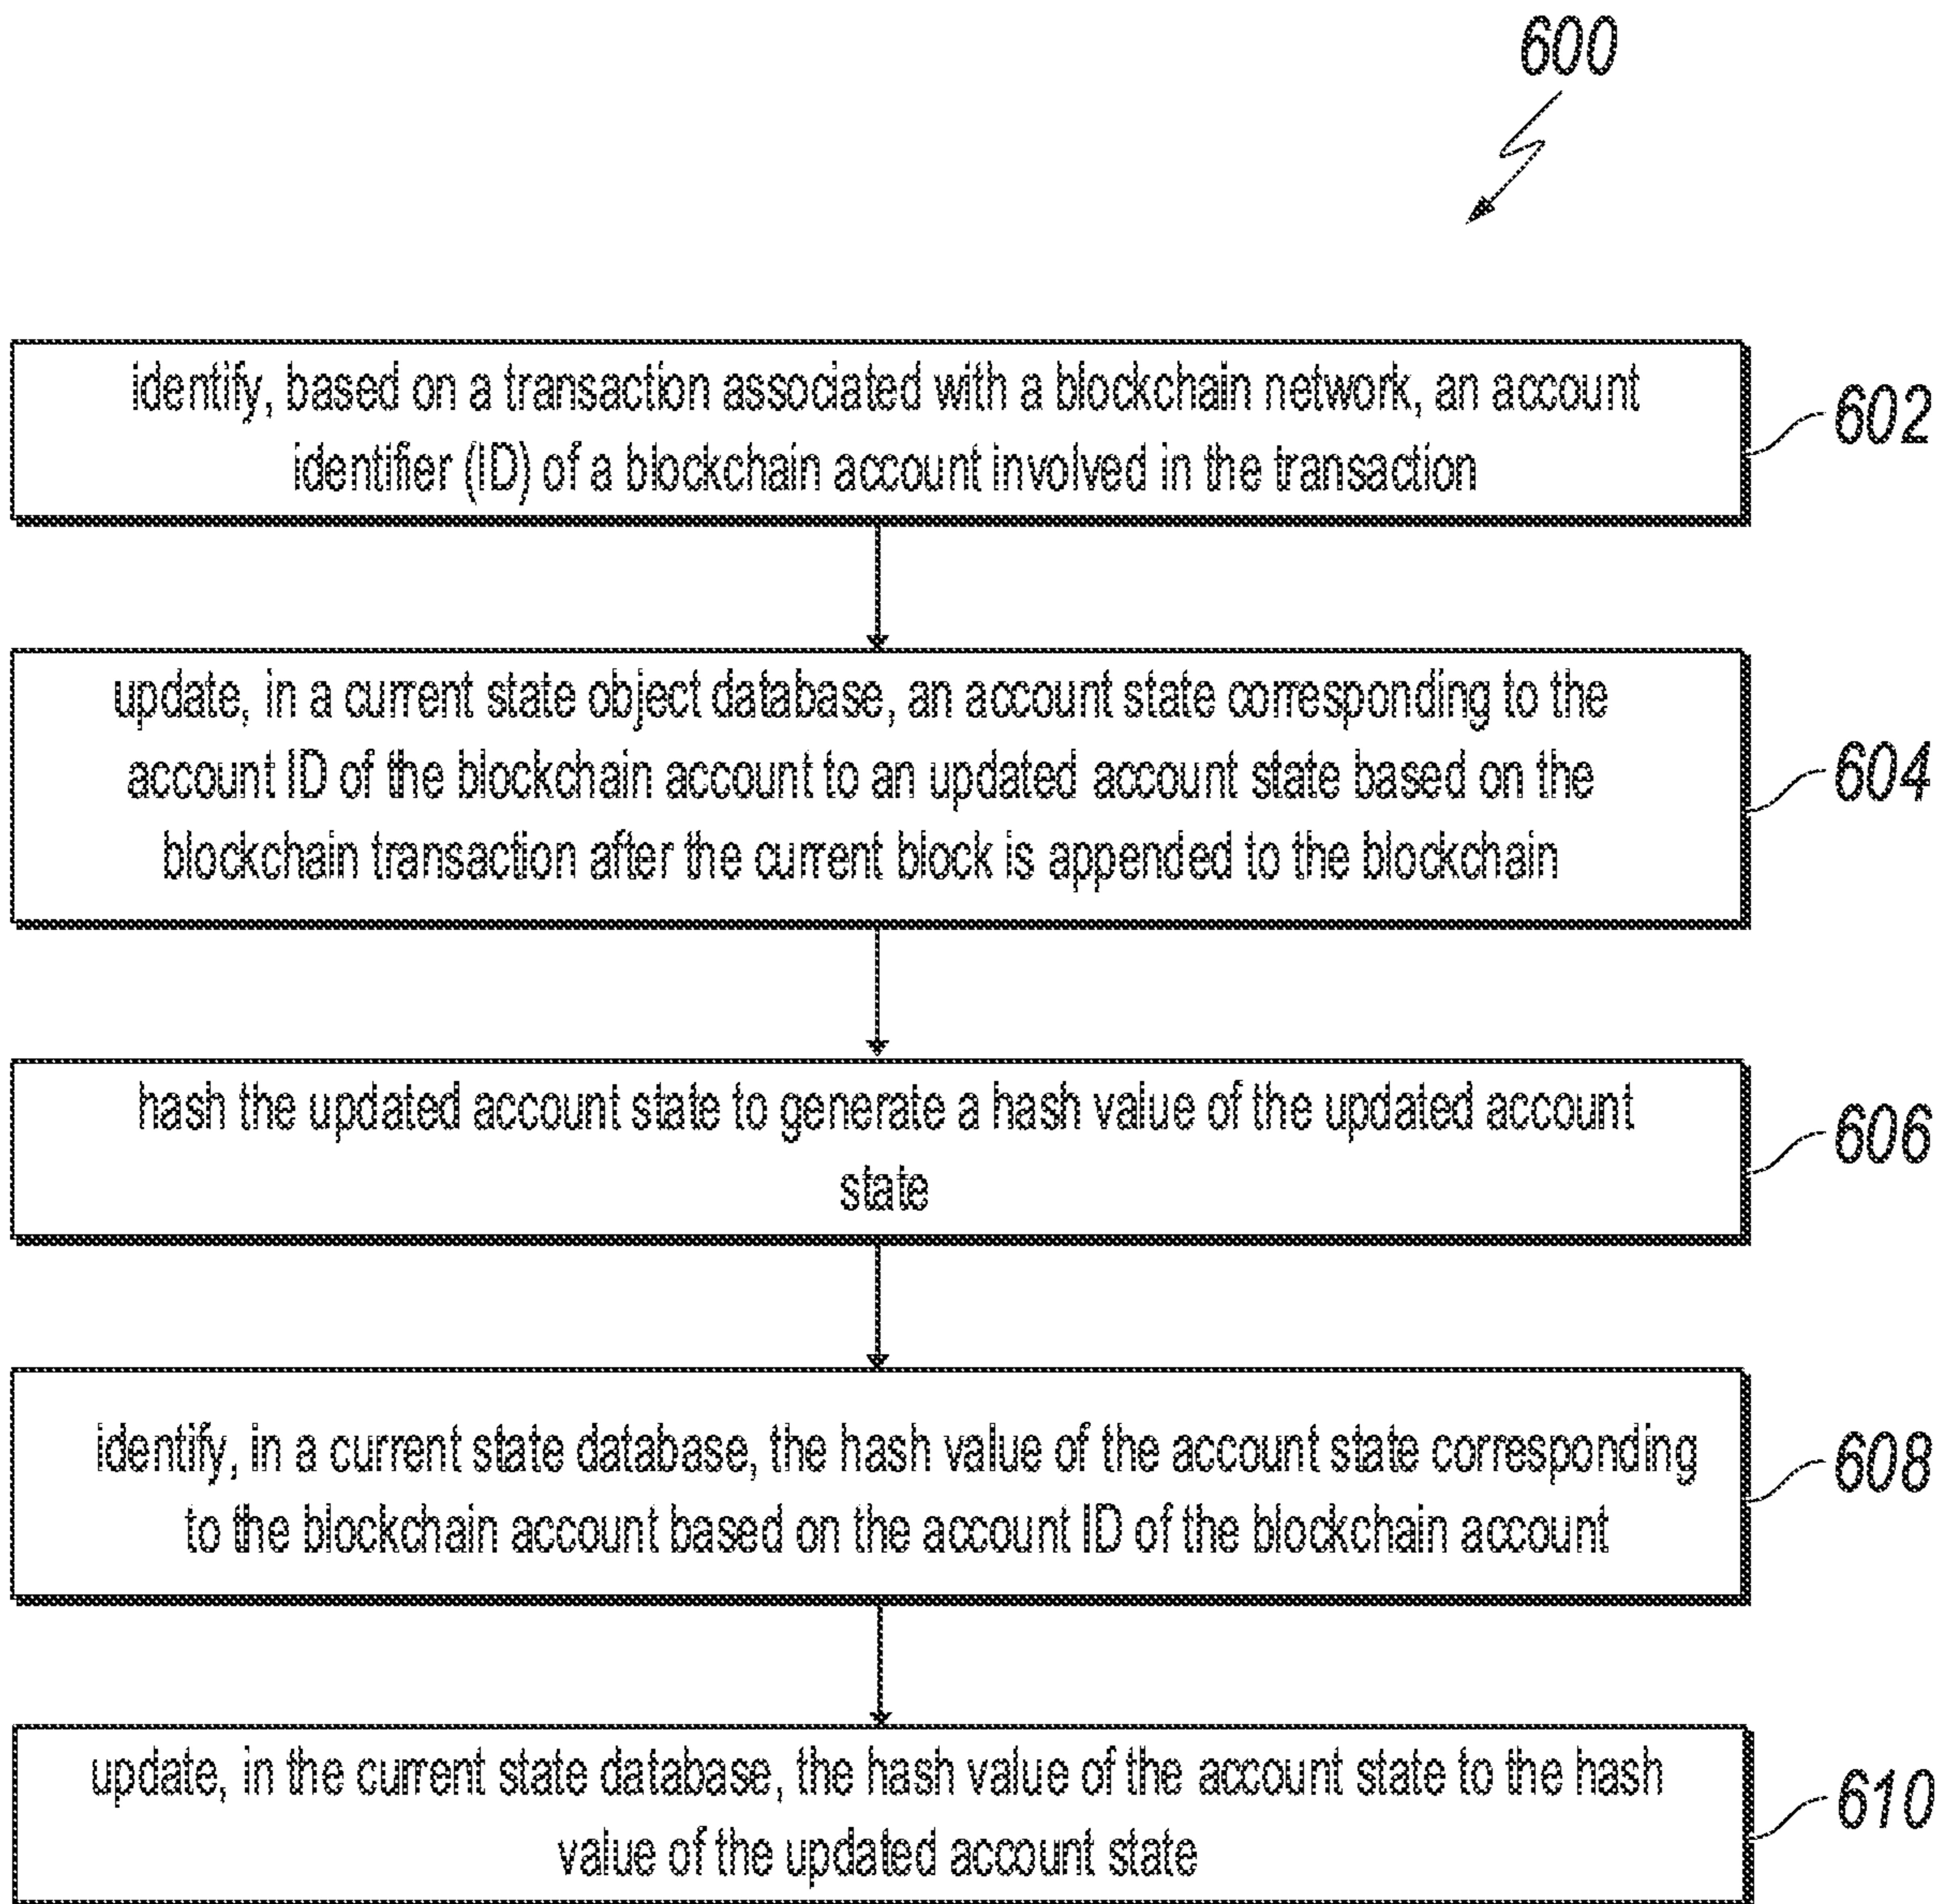 600
identify, based on a transaction associated with a blockchain network, an account
identifier (ID) of a blockchain account involved in the transaction
602
update, in a current state object database, an account state corresponding to the
account ID of the blockchain account to an updated account state based on the
blockchain transaction after the current block is appended to the blockchain
604
hash the updated account state to generate a hash value of the updated account
state
606
identify, in a current state database, the hash value of the account state corresponding
to the blockchain account based on the account ID of the blockchain account
608
update, in the current state database, the hash value of the account state to the hash
value of the updated account state
610